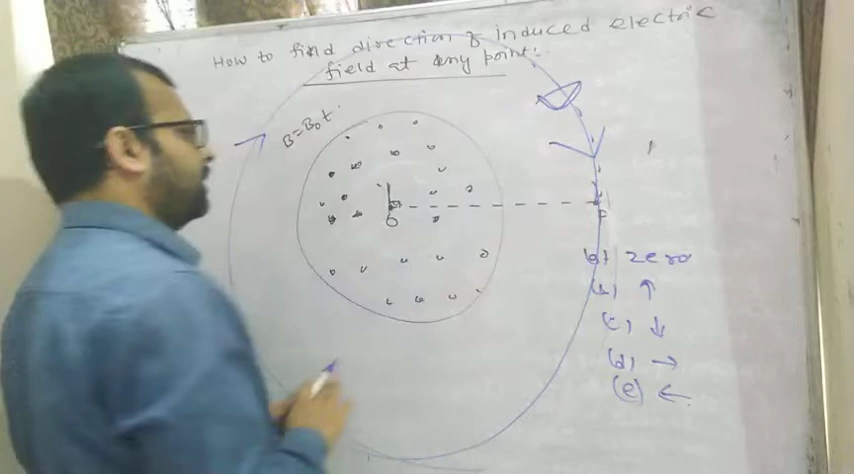 How to find direction of induced electric
field at any point:
B = B₀t
O
P
(a) zero
(b) ↑
(c) ↓
(d) →
(e) ←